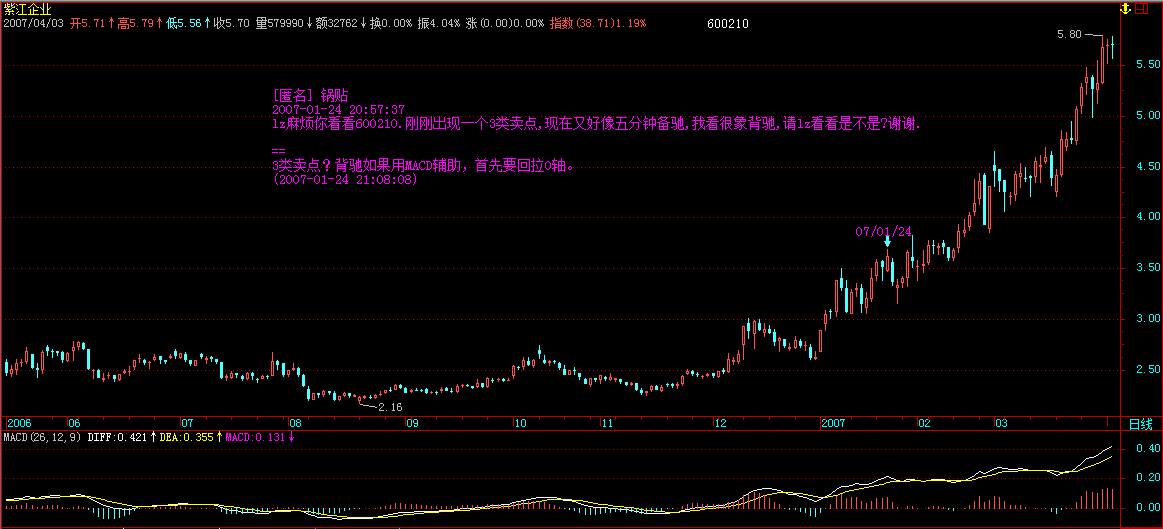 紫江企业
2007/04/03 开5.71↑高5.79↑低5.56↑收5.70 量579990↓额32762↓换0.00% 振4.04% 涨(0.00)0.00% 指数(38.71)1.19%
600210
5.80
[匿名] 锅贴
2007-01-24 20:57:37
lz麻烦你看看600210.刚刚出现一个3类卖点,现在又好像五分钟备驰,我看很象背驰,请lz看看是不是?谢谢.
==
3类卖点？背驰如果用MACD辅助，首先要回拉0轴。
(2007-01-24 21:08:08)
07/01/24
2.16
5.50
5.00
4.50
4.00
3.50
3.00
2.50
2006 06 07 08 09 10 11 12 2007 02 03 日线
MACD(26,12,9) DIFF:0.421↑DEA:0.355↑MACD:0.131↓
0.40
0.20
0.00